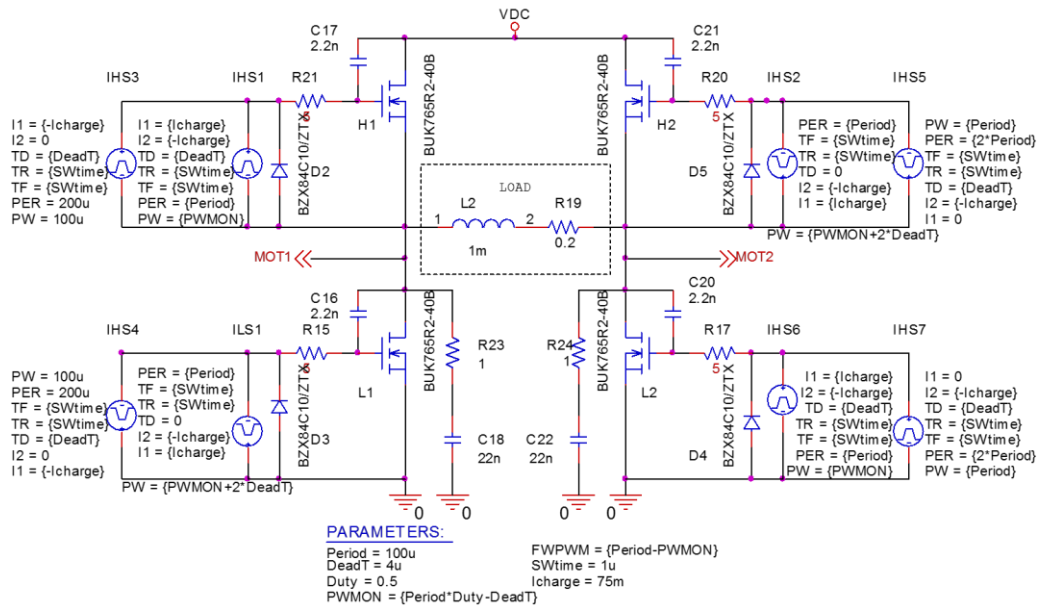 VDC
C17
2.2n
C21
2.2n
IHS3
IHS1
R21
5
H1
BUK765R2-40B
I1 = {-Icharge}
I2 = 0
TD = {DeadT}
TR = {SWtime}
TF = {SWtime}
PER = 200u
PW = 100u
I1 = {Icharge}
I2 = {-Icharge}
TD = {DeadT}
TR = {SWtime}
TF = {SWtime}
PER = {Period}
PW = {PWMON}
D2
BZX84C10/ZTX
R20
5
H2
BUK765R2-40B
IHS2
IHS5
D5
BZX84C10/ZTX
PER = {Period}
TF = {SWtime}
TR = {SWtime}
TD = 0
I2 = {-Icharge}
I1 = {Icharge}
PW = {PWMON+2*DeadT}
PW = {Period}
PER = {2*Period}
TF = {SWtime}
TR = {SWtime}
TD = {DeadT}
I2 = {-Icharge}
I1 = 0
LOAD
1
L2
2
R19
1m
0.2
MOT1
MOT2
C16
2.2n
C20
2.2n
IHS4
ILS1
R15
5
L1
BUK765R2-40B
PW = 100u
PER = 200u
TF = {SWtime}
TR = {SWtime}
TD = {DeadT}
I2 = 0
I1 = {-Icharge}
PER = {Period}
TF = {SWtime}
TR = {SWtime}
TD = 0
I2 = {-Icharge}
I1 = {Icharge}
PW = {PWMON+2*DeadT}
D3
BZX84C10/ZTX
R23
1
C18
22n
R24
1
C22
22n
BUK765R2-40B
L2
R17
5
IHS6
IHS7
D4
BZX84C10/ZTX
I1 = {Icharge}
I2 = {-Icharge}
TD = {DeadT}
TR = {SWtime}
TF = {SWtime}
PER = {Period}
PW = {PWMON}
I1 = 0
I2 = {-Icharge}
TD = {DeadT}
TR = {SWtime}
TF = {SWtime}
PER = {2*Period}
PW = {Period}
0
0
0
0
PARAMETERS:
Period = 100u
DeadT = 4u
Duty = 0.5
PWMON = {Period*Duty-DeadT}
FWPWM = {Period-PWMON}
SWtime = 1u
Icharge = 75m